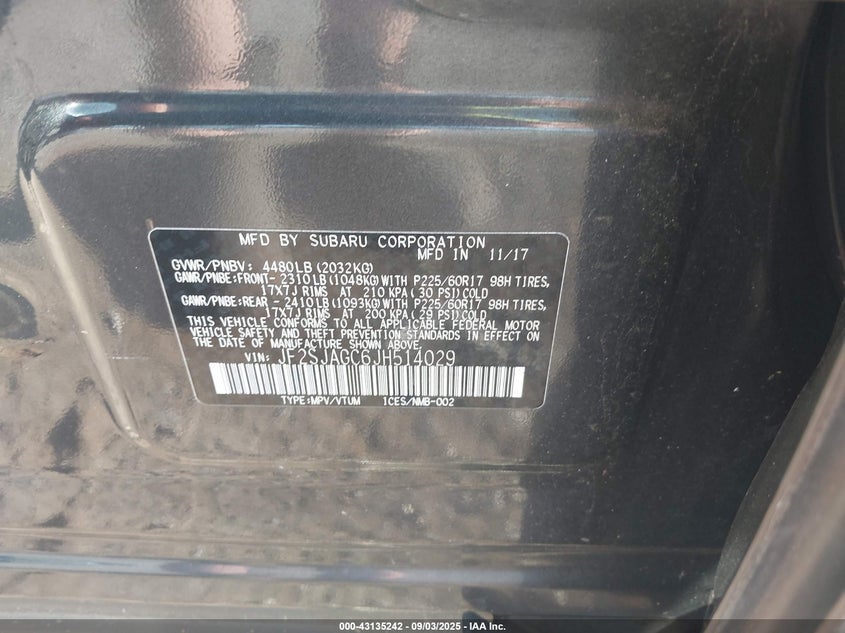 MFD BY SUBARU CORPORATION
MFD IN 11/17
GVWR/PNBV: 4480LB(2032KG)
GAWR/PNBE:FRONT- 2310LB(1048KG)WITH P225/60R17 98H TIRES,
17X7J RIMS AT 210 KPA(30 PSI)COLD
GAWR/PNBE:REAR - 2410LB(1093KG)WITH P225/60R17 98H TIRES,
17X7J RIMS AT 200 KPA(29 PSI)COLD
THIS VEHICLE CONFORMS TO ALL APPLICABLE FEDERAL MOTOR
VEHICLE SAFETY AND THEFT PREVENTION STANDARDS IN EFFECT ON
THE DATE OF MANUFACTURE SHOWN ABOVE.
VIN: JF2SJAGC6JH514029
TYPE:MPV/VTUM 1CES/NMB-002
000-43135242 - 09/03/2025 - IAA Inc.